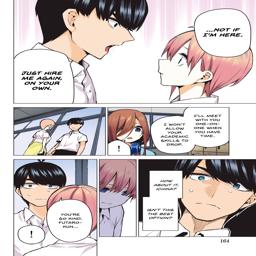 ...NOT IF
I'M HERE.
JUST HIRE
ME AGAIN,
ON YOUR
OWN.
I'LL MEET
YOU ONE-
ON-ONE
WHEN YOU
HAVE TIME.
I WON'T
ALLOW YOUR
ACADEMIC
SKILLS TO
DROP.
!
HOW
ABOUT IT,
ICHIKA?
ISN'T THIS
THE BEST
OPTION?
YOU'RE
SO KIND,
FUTARO-
KUN...
!
164